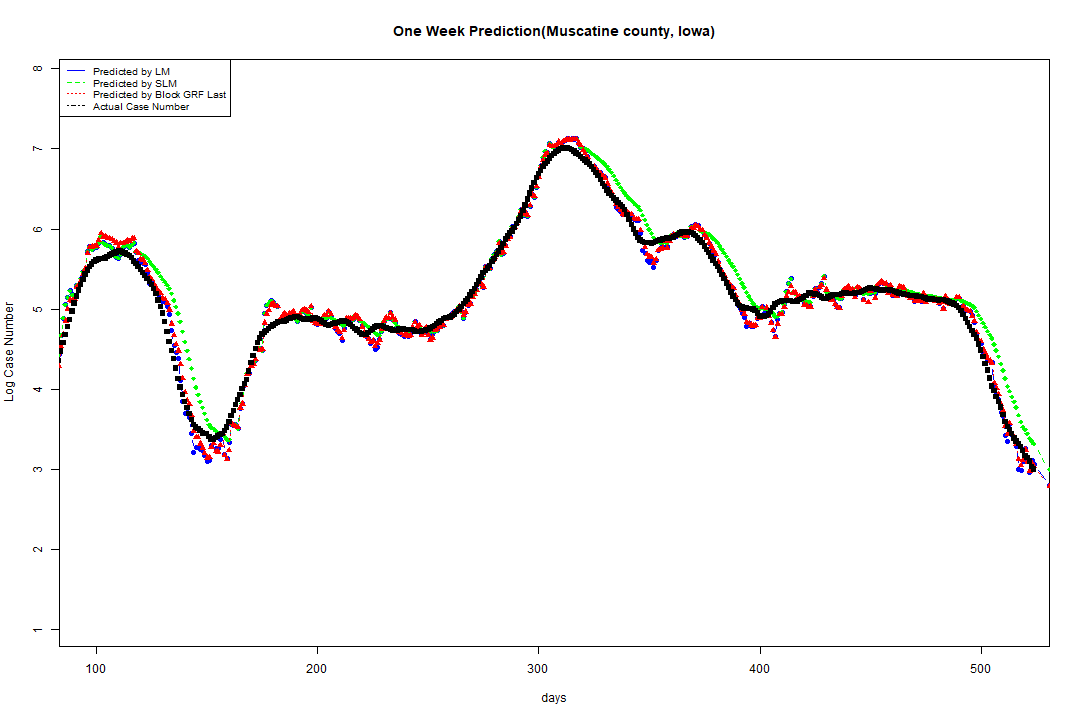 One Week Prediction(Muscatine county, Iowa)
Predicted by LM
Predicted by SLM
Predicted by Block GRF Last
Actual Case Number
Log Case Number
8
7
6
5
4
3
2
1
100 200 300 400 500
days